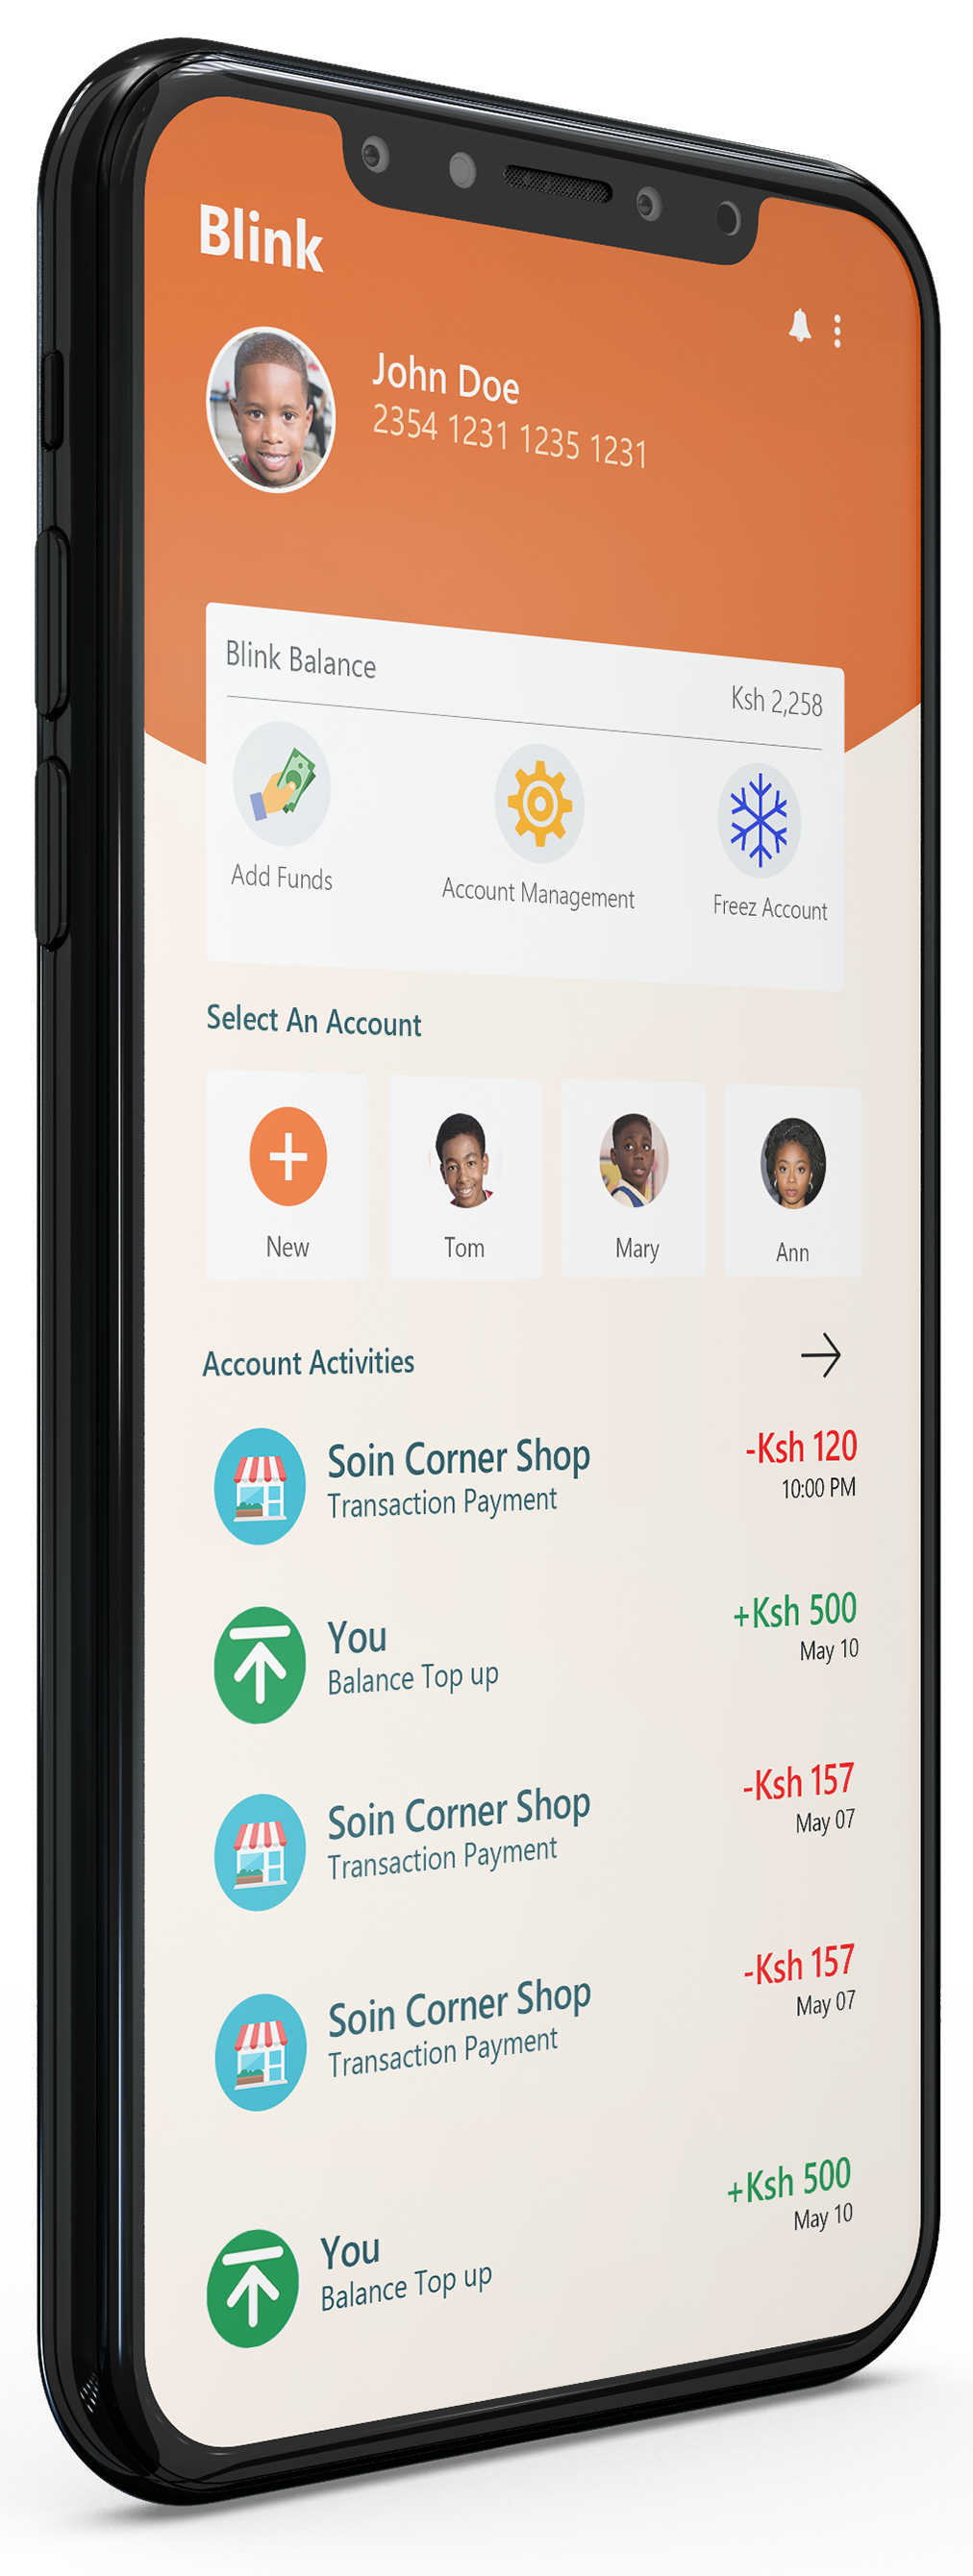 Blink
John Doe
2354 1231 1235 1231
Blink Balance
Ksh 2,258
Add Funds
Account Management
Freez Account
Select An Account
New
Tom
Mary
Ann
Account Activities
Soin Corner Shop
-Ksh 120
Transaction Payment
10:00 PM
You
+Ksh 500
Balance Top up
May 10
Soin Corner Shop
-Ksh 157
Transaction Payment
May 07
Soin Corner Shop
-Ksh 157
Transaction Payment
May 07
You
+Ksh 500
Balance Top up
May 10